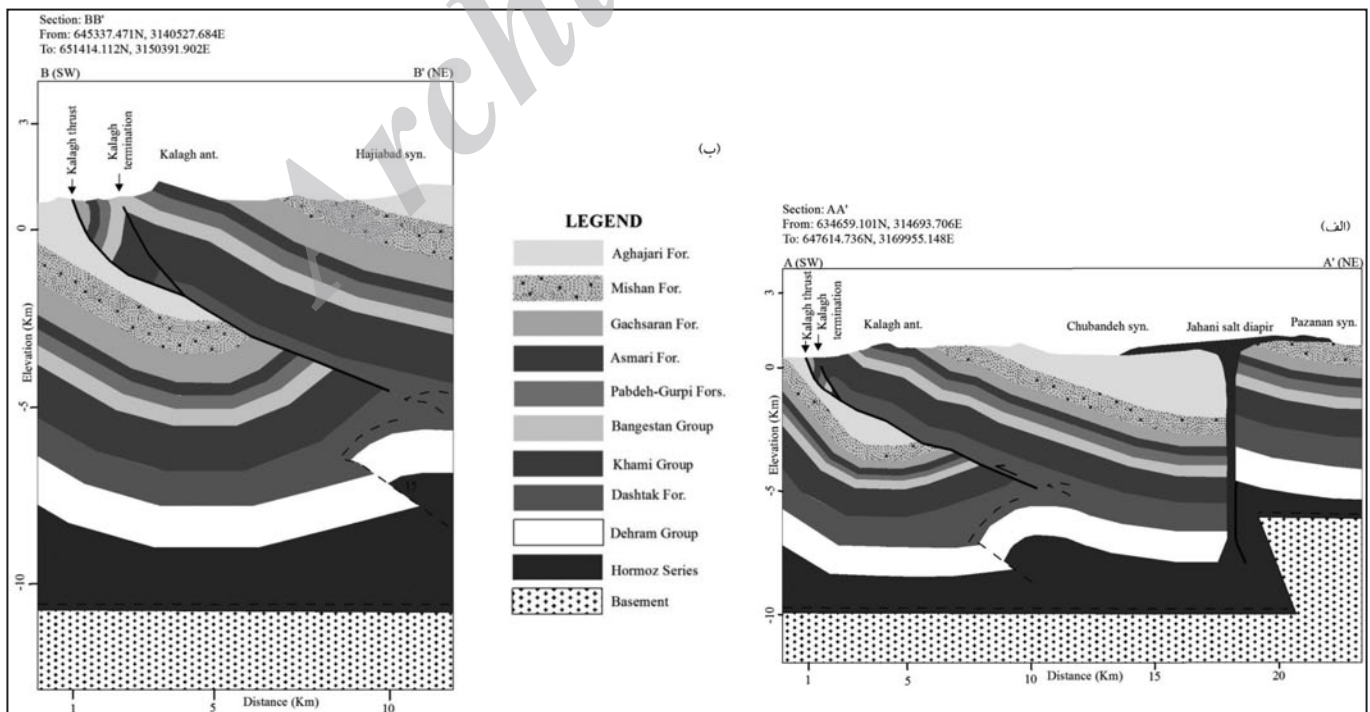 Section: BB'
From: 645337.471N, 3140527.684E
To: 651414.112N, 3150391.902E
B (SW)
B' (NE)
Kalagh thrust
Kalagh
termination
Kalagh ant.
Hajiabad syn.
3
0
-5
-10
Elevation (Km)
15
1
5
10
Distance (Km)
(ب)
LEGEND
Aghajari For.
Mishan For.
Gachsaran For.
Asmari For.
Pabdeh-Gurpi Fors.
Bangestan Group
Khami Group
Dashtak For.
Dehram Group
Hormoz Series
Basement
Section: AA'
From: 634659.101N, 314693.706E
To: 647614.736N, 3169955.148E
(الف)
A (SW)
A' (NE)
Kalagh thrust
Kalagh
termination
Kalagh ant.
Chubandeh syn.
Jahani salt diapir
Pazanan syn.
3
0
-5
-10
Elevation (Km)
1
5
10
15
20
Distance (Km)